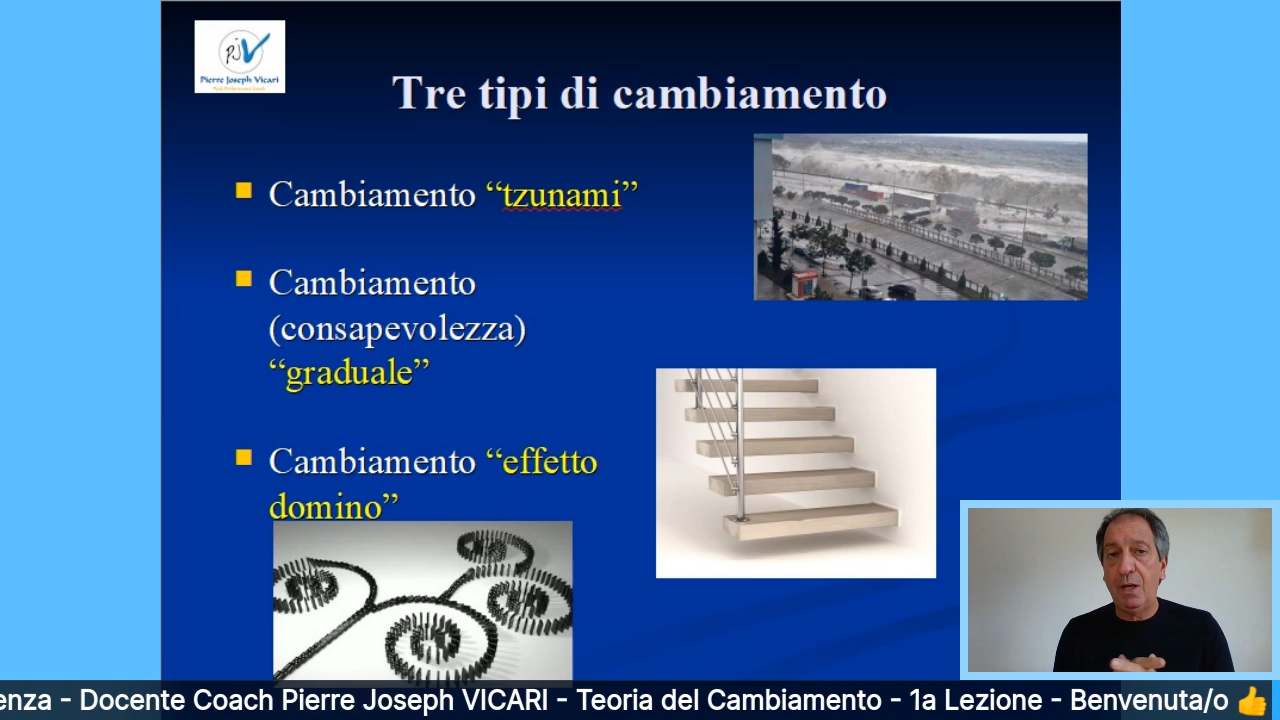 PJV
Pierre Joseph Vicari
Tre tipi di cambiamento
Cambiamento “tzunami”
Cambiamento
(consapevolezza)
“graduale”
Cambiamento “effetto
domino”
enza - Docente Coach Pierre Joseph VICARI - Teoria del Cambiamento - 1a Lezione - Benvenuta/o 👍